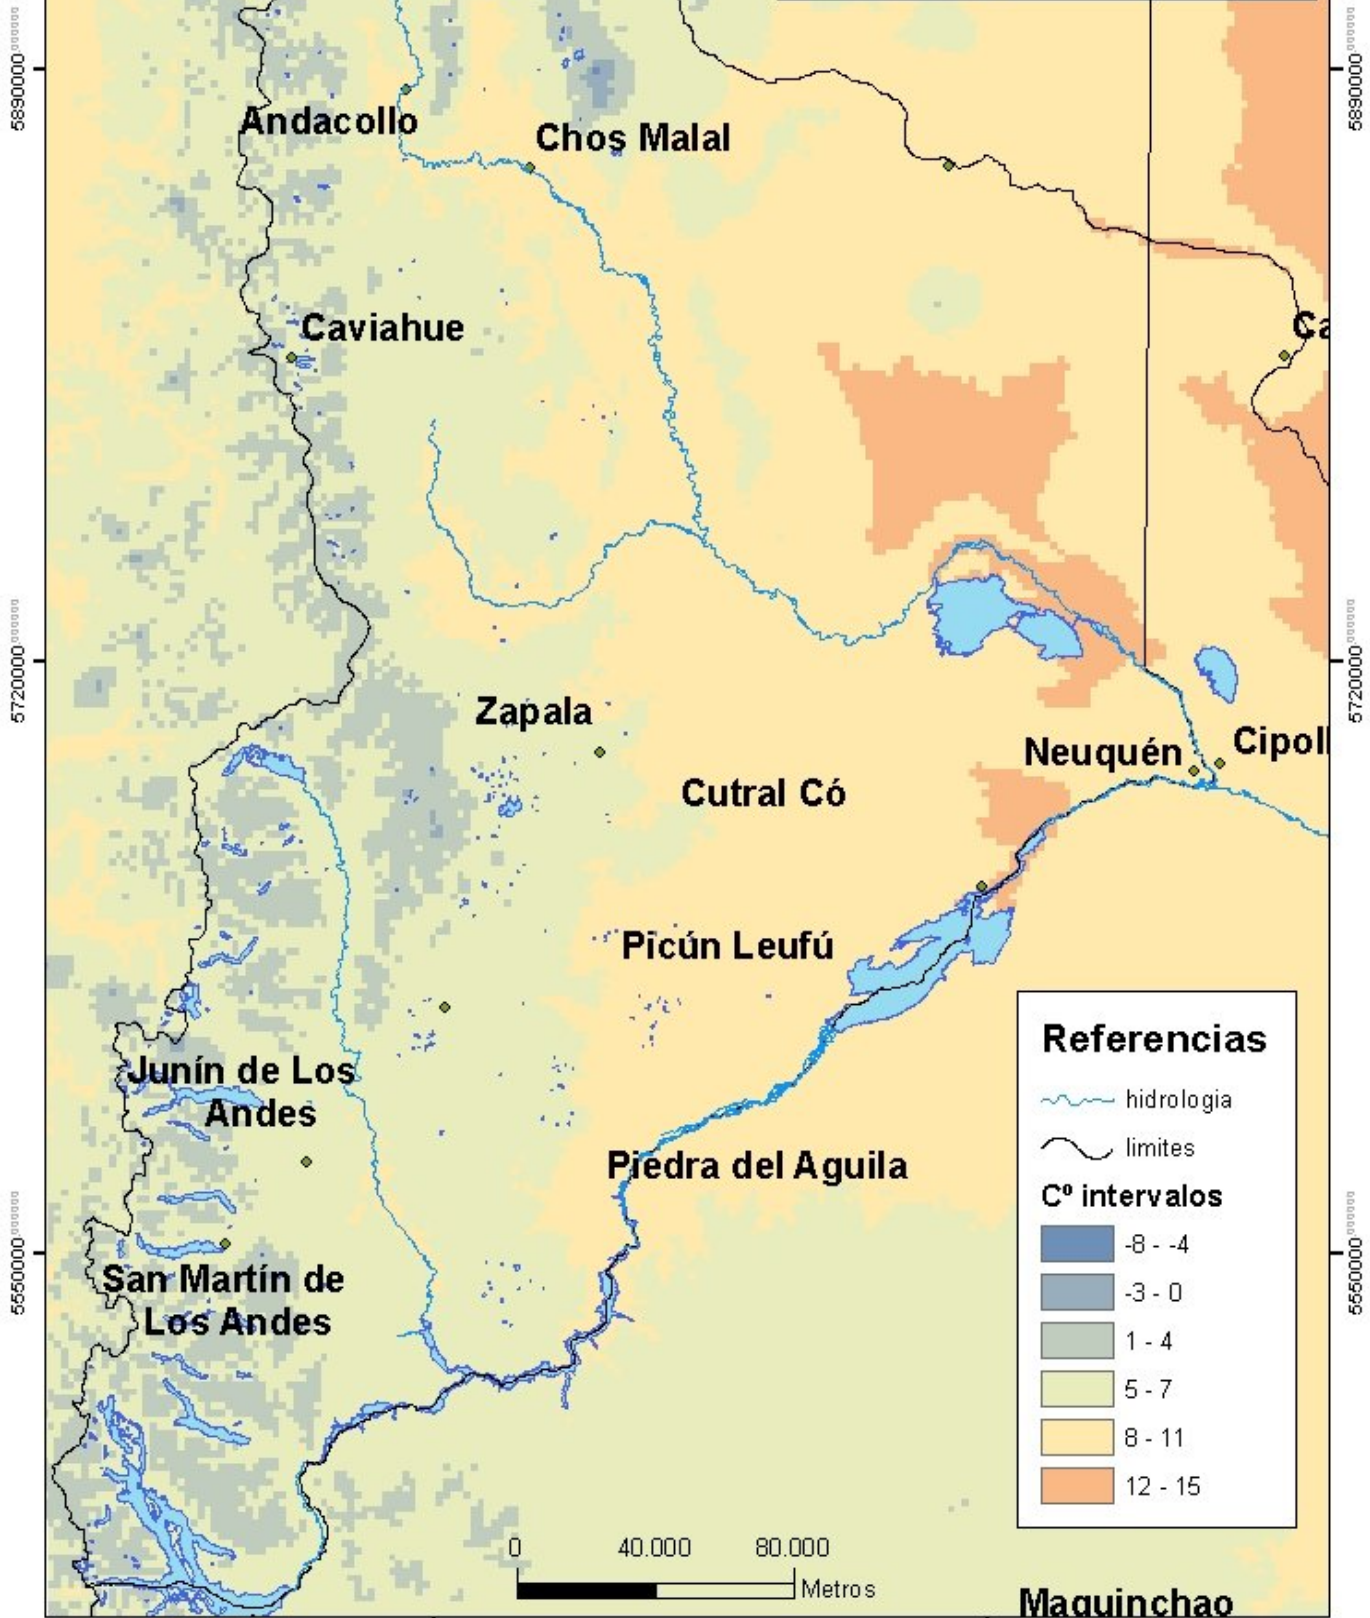 5890000
5890000
Andacollo
Chos Malal
Caviahue
Ca
5720000
5720000
Zapala
Neuquén
Cipoll
Cutral Có
Picún Leufú
Junín de Los
Andes
Piedra del Aguila
San Martín de
Los Andes
5550000
5550000
Referencias
hidrologia
limites
Cº intervalos
-8 - -4
-3 - 0
1 - 4
5 - 7
8 - 11
12 - 15
0 40.000 80.000
Metros
Maquinchao